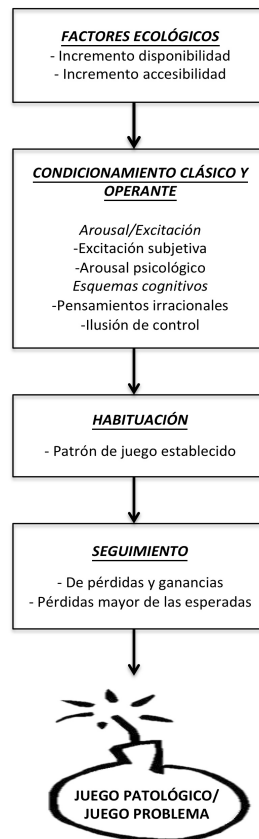 FACTORES ECOLÓGICOS
- Incremento disponibilidad
- Incremento accesibilidad
CONDICIONAMIENTO CLÁSICO Y
OPERANTE
Arousal/Excitación
-Excitación subjetiva
-Arousal psicológico
Esquemas cognitivos
-Pensamientos irracionales
-Ilusión de control
HABITUACIÓN
- Patrón de juego establecido
SEGUIMIENTO
- De pérdidas y ganancias
- Pérdidas mayor de las esperadas
JUEGO PATOLÓGICO/
JUEGO PROBLEMA